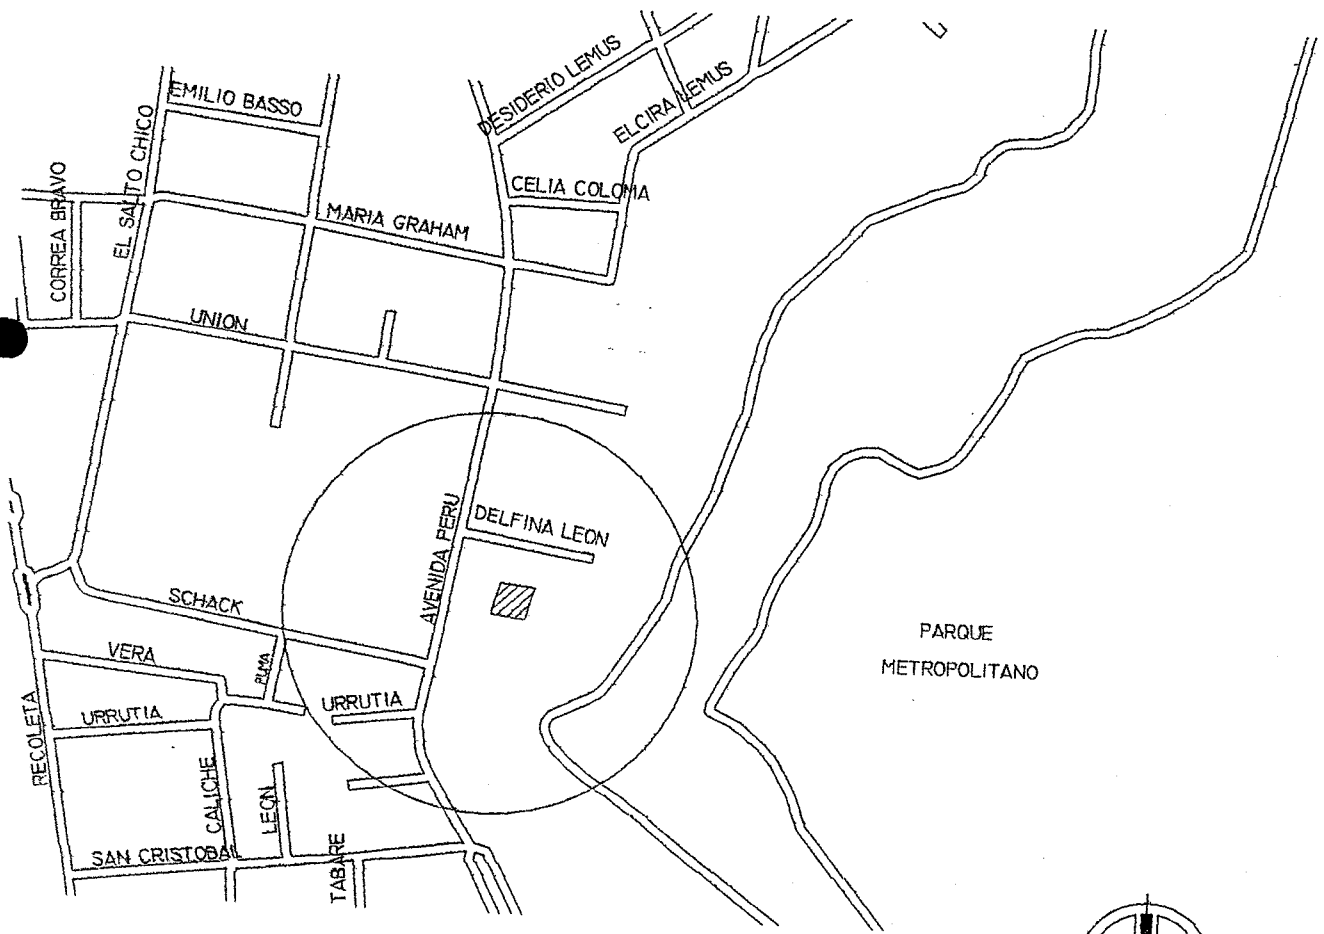 DESIDERIO LEMUS
ELCIRA LEMUS
EMILIO BASSO
EL SALTO CHICO
CORREA BRAVO
CELIA COLOMA
MARIA GRAHAM
UNION
AVENIDA PERU
DELFINA LEON
SCHACK
VERA
PUMA
URRUTIA
URRUTIA
RECOLETA
CALICHE
LEON
SAN CRISTOBAL
TABARE
PARQUE
METROPOLITANO